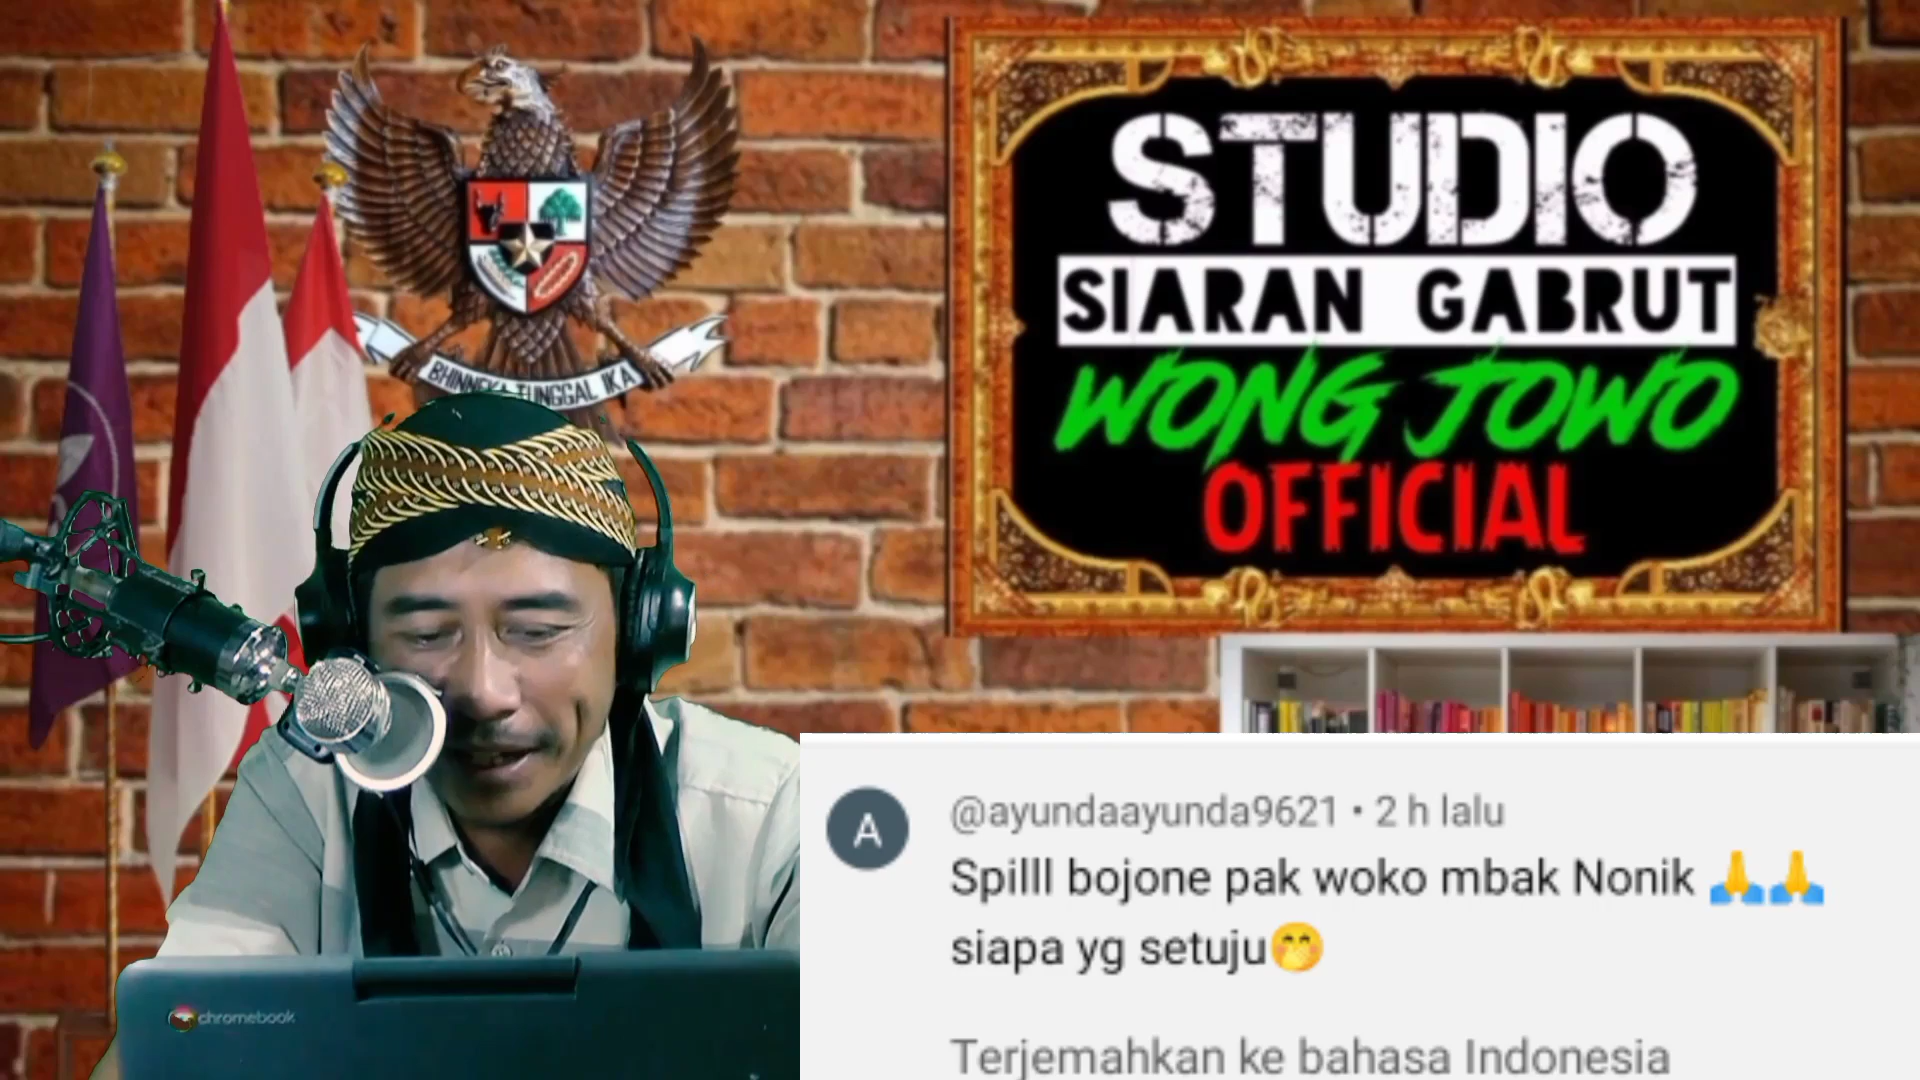 BHINNEKA TUNGGAL IKA
STUDIO
SIARAN GABRUT
WONG JOWO
OFFICIAL
chromebook
A
@ayundaayunda9621 • 2 h lalu
Spilll bojone pak woko mbak Nonik 🙏🙏
siapa yg setuju🤭
Terjemahkan ke bahasa Indonesia